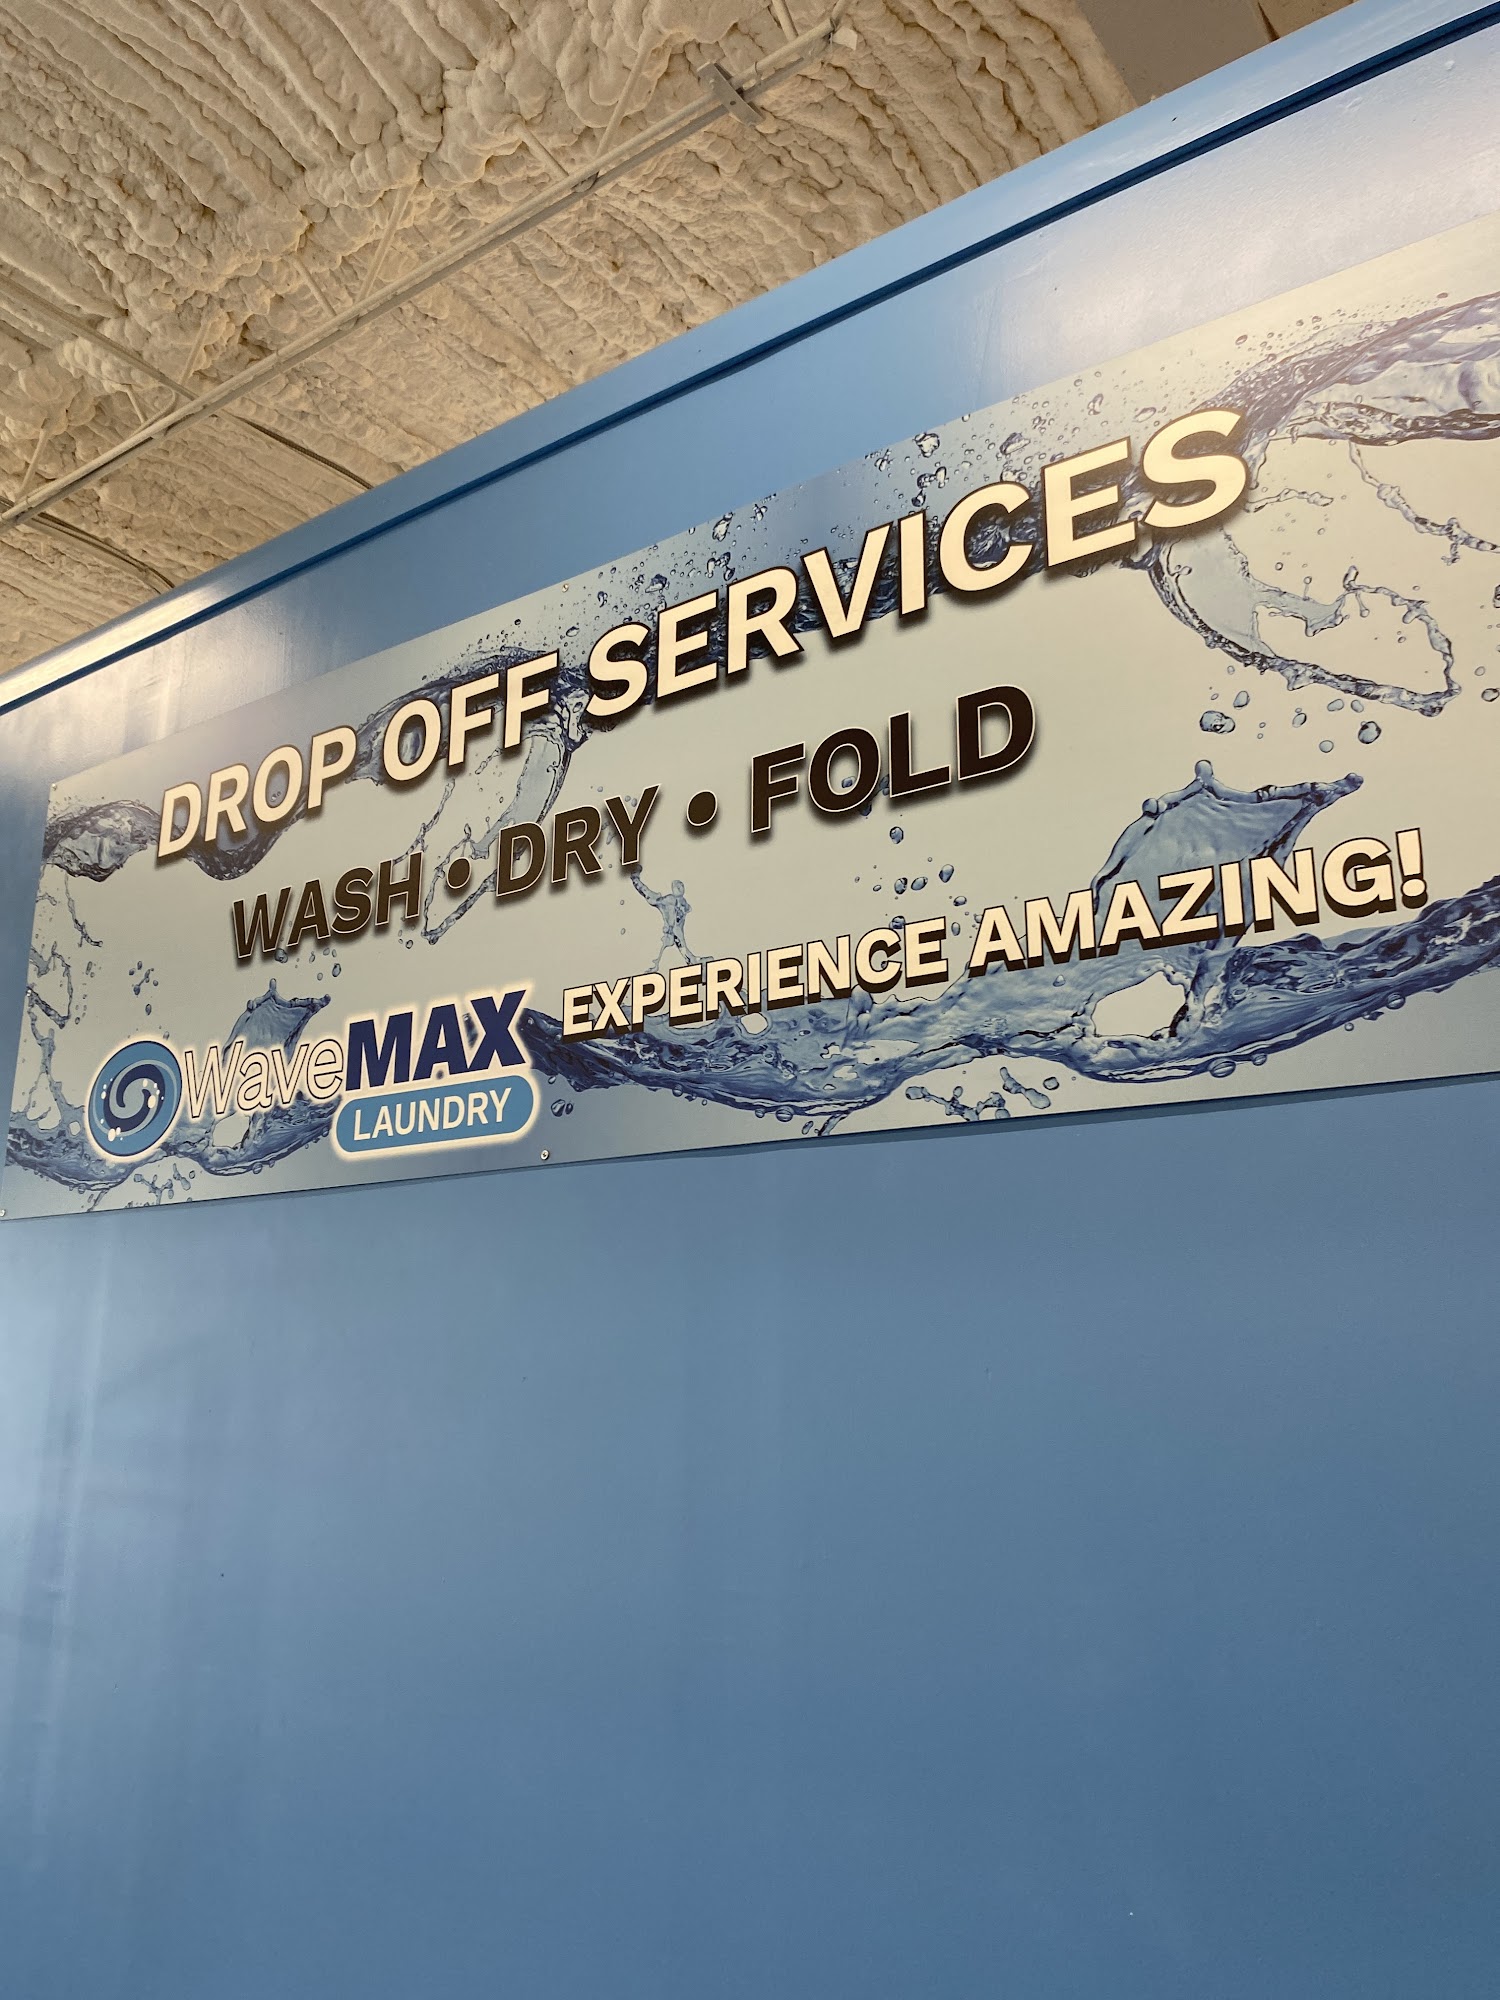 DROP OFF SERVICES
WASH • DRY • FOLD
EXPERIENCE AMAZING!
WaveMAX
LAUNDRY